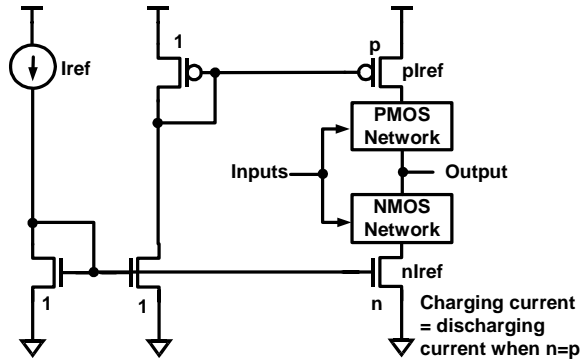 1
p
Iref
pIref
PMOS
Network
Inputs
Output
NMOS
Network
nIref
1
1
n
Charging current
= discharging
current when n=p